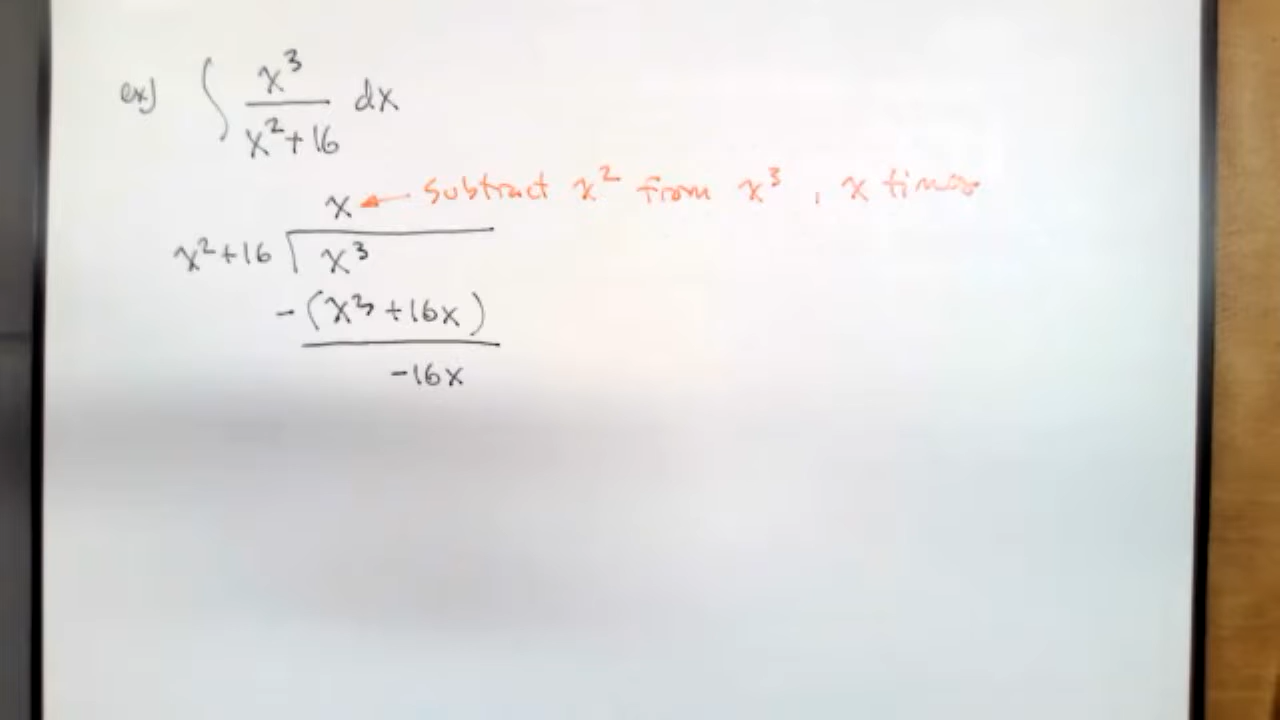 ex) ∫ x³/(x²+16) dx
x ← subtract x² from x³, x times
x²+16 √x³
-(x³+16x)
-16x